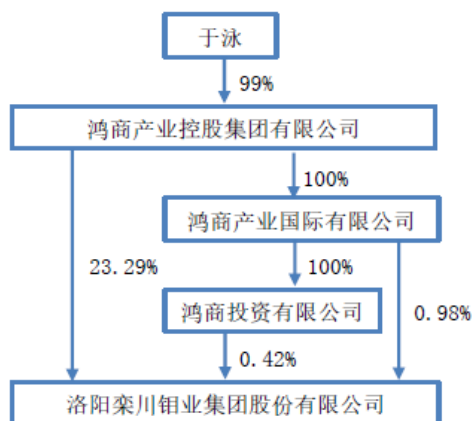 于泳
99%
鸿商产业控股集团有限公司
100%
鸿商产业国际有限公司
23.29%
100%
鸿商投资有限公司
0.98%
0.42%
洛阳栾川钼业集团股份有限公司